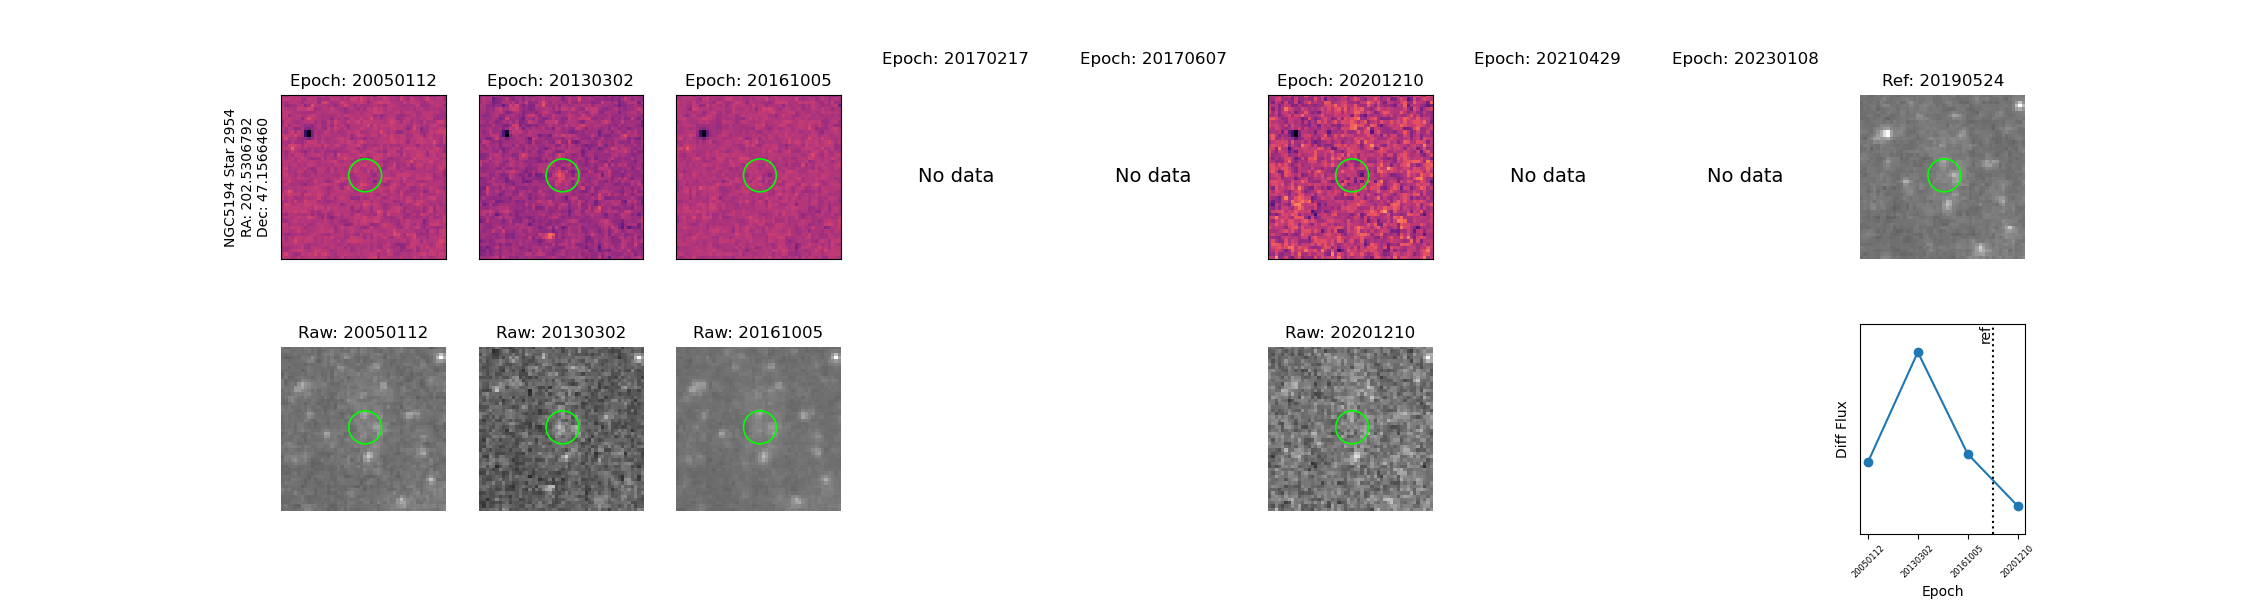 Epoch: 20170217
Epoch: 20170607
Epoch: 20210429
Epoch: 20230108
Epoch: 20050112
Epoch: 20130302
Epoch: 20161005
Epoch: 20201210
Ref: 20190524
NGC5194 Star 2954
RA: 202.5306792
Dec: 47.1566460
No data
No data
No data
No data
Raw: 20050112
Raw: 20130302
Raw: 20161005
Raw: 20201210
ref
Diff Flux
20050112
20130302
20161005
20201210
Epoch